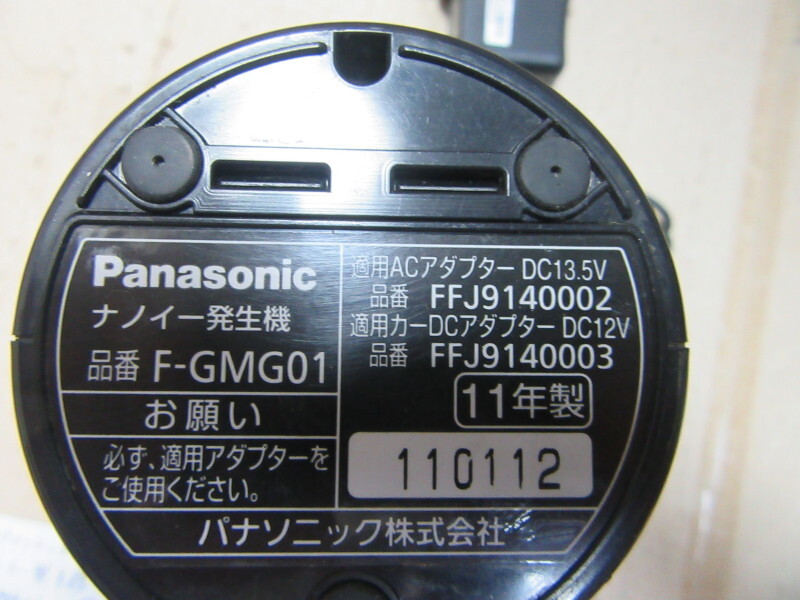 Panasonic
ナノイー発生機
品番 F-GMG01
お願い
必ず、適用アダプターを
ご使用ください。
適用ACアダプター DC13.5V
品番 FFJ9140002
適用カーDCアダプター DC12V
品番 FFJ9140003
11年製
110112
パナソニック株式会社